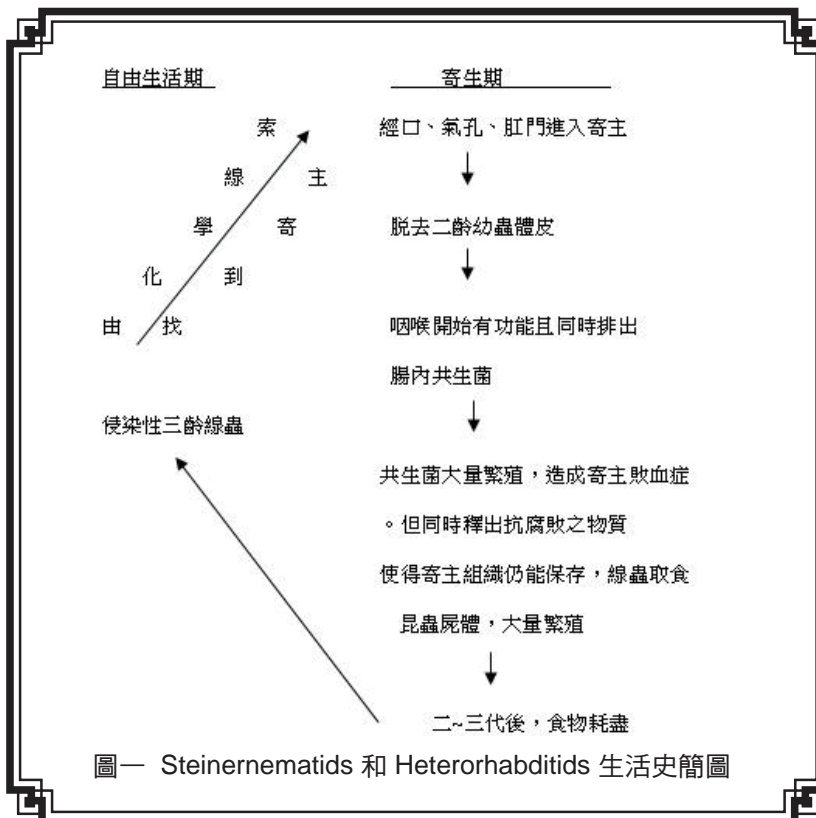 自由生活期
寄生期
由化學線索
找到寄主
侵染性三齡線蟲
經口、氣孔、肛門進入寄主
脫去二齡幼蟲體皮
咽喉開始有功能且同時排出
腸內共生菌
共生菌大量繁殖，造成寄主敗血症
。但同時釋出抗腐敗之物質
使得寄主組織仍能保存，線蟲取食
昆蟲屍體，大量繁殖
二~三代後，食物耗盡
圖一 Steinernematids 和 Heterorhabditids 生活史簡圖